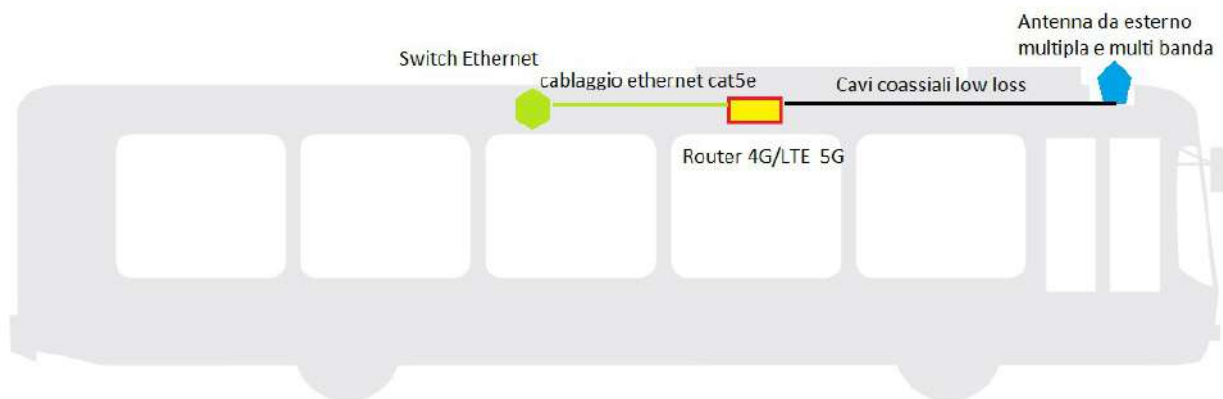 Antenna da esterno
multipla e multi banda
Switch Ethernet
cablaggio ethernet cat5e
Cavi coassiali low loss
Router 4G/LTE 5G